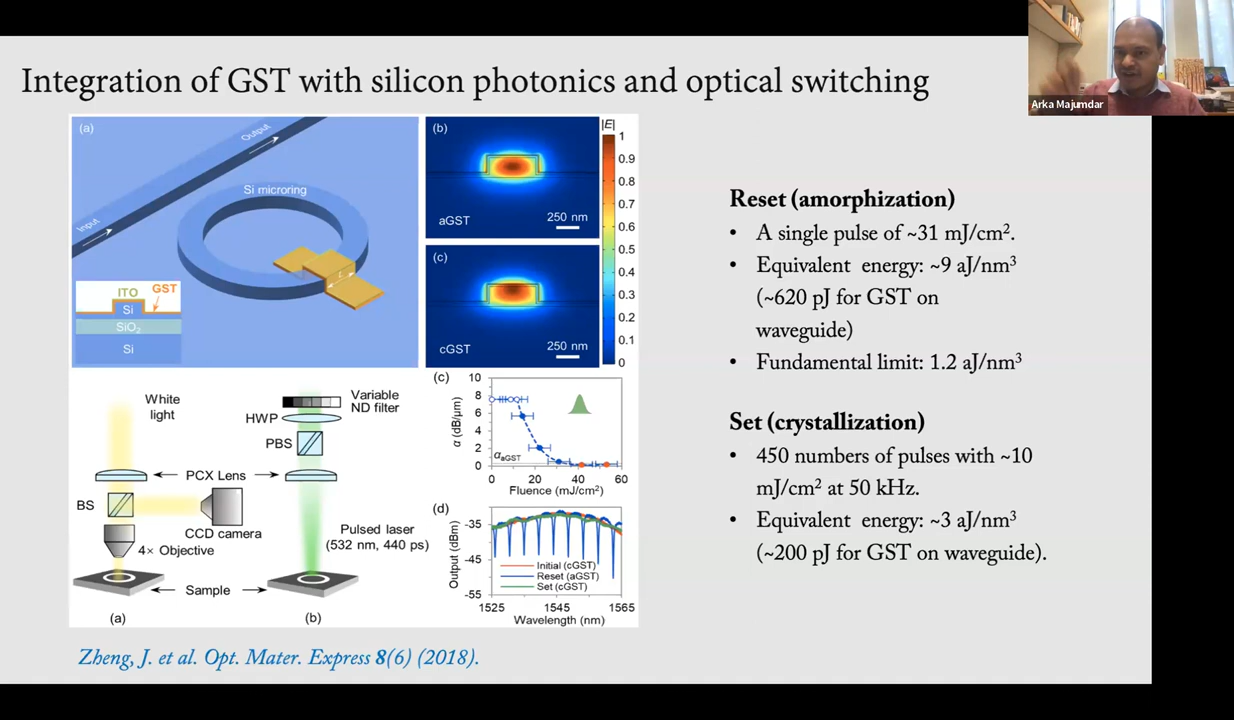 Integration of GST with silicon photonics and optical switching
Arka Majumdar
(a)
Input
Output
Si microring
L
ITO
GST
Si
SiO2
Si
(b)
aGST
250 nm
(c)
cGST
250 nm
|E|
1
0.9
0.8
0.7
0.6
0.5
0.4
0.3
0.2
0.1
0
White
light
PCX Lens
BS
CCD camera
4× Objective
Sample
(a)
Variable
ND filter
HWP
PBS
Pulsed laser
(532 nm, 440 ps)
(b)
(c)
α (dB/μm)
10
8
6
4
2
0
αaGST
0 20 40 60
Fluence (mJ/cm²)
(d)
Output (dBm)
-35
-45
-55
Initial (cGST)
Reset (aGST)
Set (cGST)
1525 1545 1565
Wavelength (nm)
Reset (amorphization)
• A single pulse of ~31 mJ/cm².
• Equivalent energy: ~9 aJ/nm³
(~620 pJ for GST on
waveguide)
• Fundamental limit: 1.2 aJ/nm³
Set (crystallization)
• 450 numbers of pulses with ~10
mJ/cm² at 50 kHz.
• Equivalent energy: ~3 aJ/nm³
(~200 pJ for GST on waveguide).
Zheng, J. et al. Opt. Mater. Express 8(6) (2018).